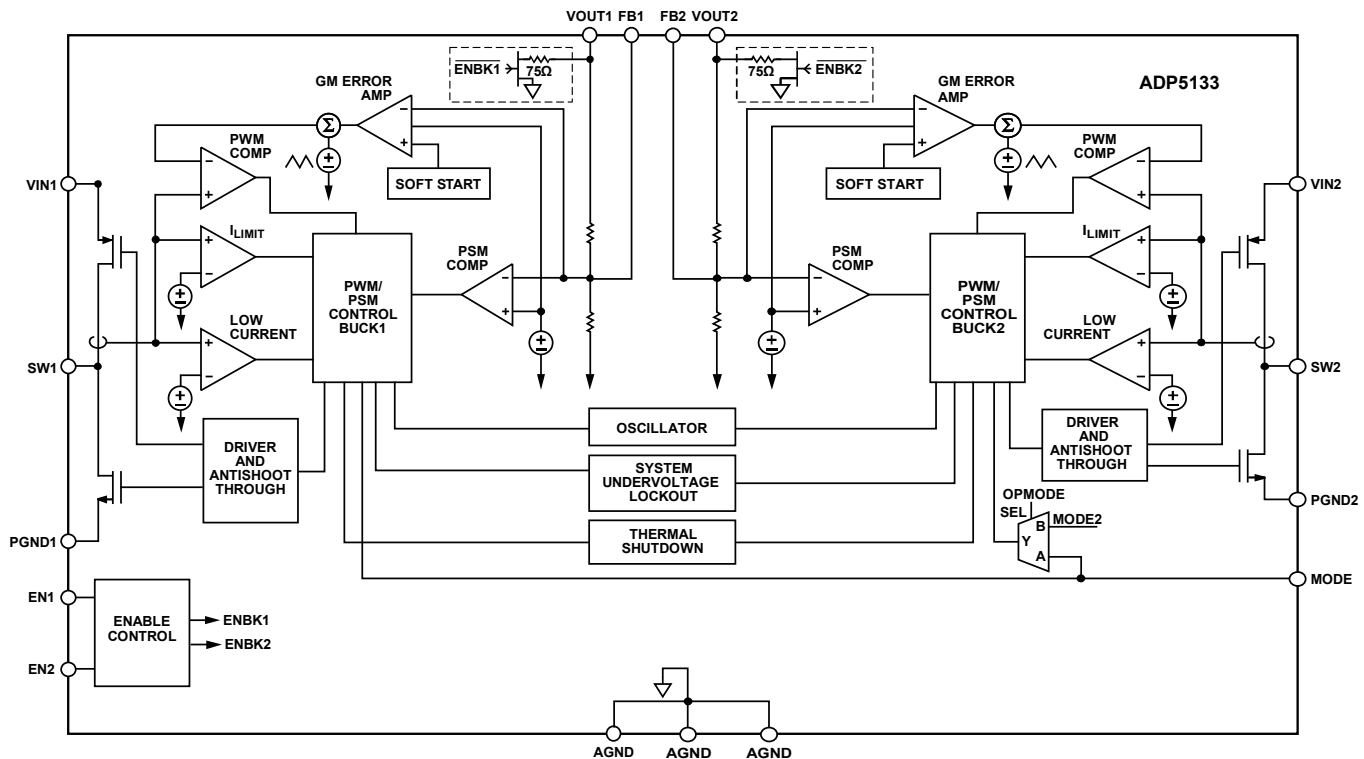 VOUT1 FB1 FB2 VOUT2
ENBK1
75Ω
75Ω
ENBK2
ADP5133
GM ERROR
AMP
GM ERROR
AMP
–
+
Σ
–
+
Σ
PWM
COMP
–
+
SOFT START
SOFT START
PWM
COMP
–
+
VIN1
VIN2
ILIMIT
+
–
PWM/
PSM
CONTROL
BUCK1
PSM
COMP
–
+
PSM
COMP
–
+
PWM/
PSM
CONTROL
BUCK2
ILIMIT
+
–
LOW
CURRENT
+
–
LOW
CURRENT
+
–
SW1
SW2
DRIVER
AND
ANTISHOOT
THROUGH
OSCILLATOR
SYSTEM
UNDERVOLTAGE
LOCKOUT
THERMAL
SHUTDOWN
DRIVER
AND
ANTISHOOT
THROUGH
OPMODE
SEL
B
MODE2
Y
A
PGND1
PGND2
MODE
EN1
EN2
ENABLE
CONTROL
ENBK1
ENBK2
AGND AGND AGND